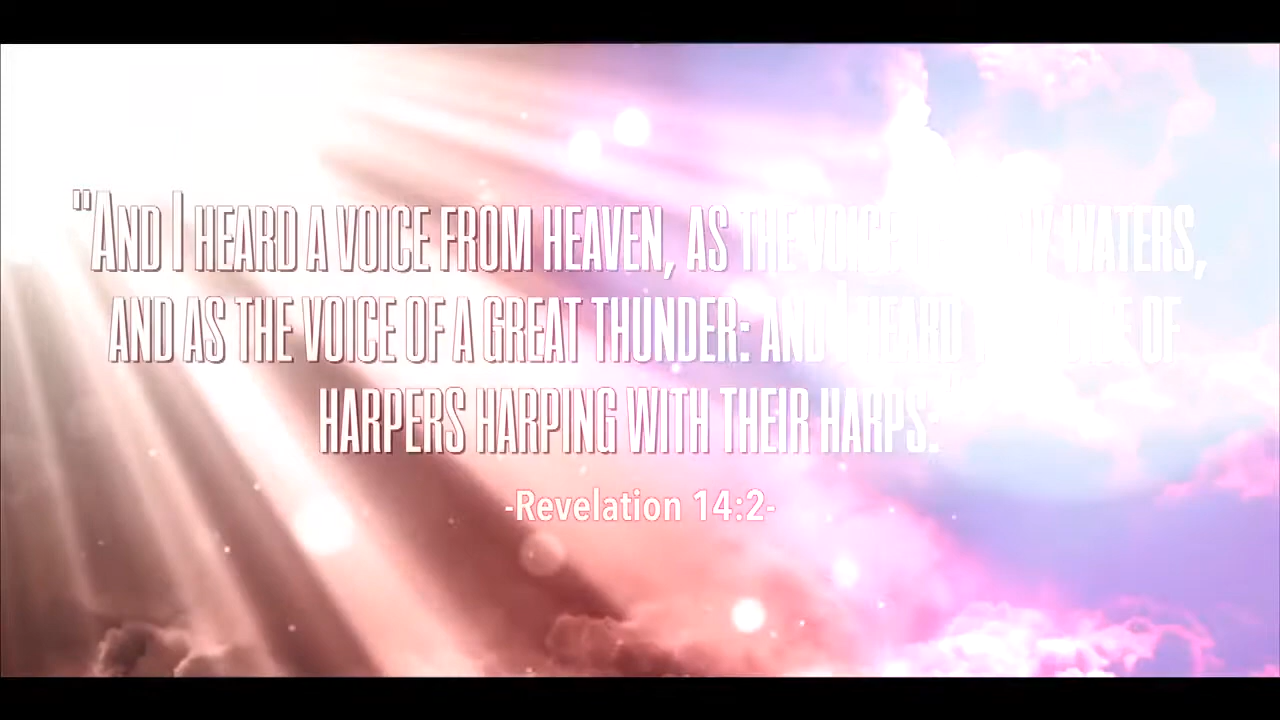 "And I heard a voice from heaven, as the voice waters,
and as the voice of a great thunder: and I heard of
harpers harping with their harps:
-Revelation 14:2-